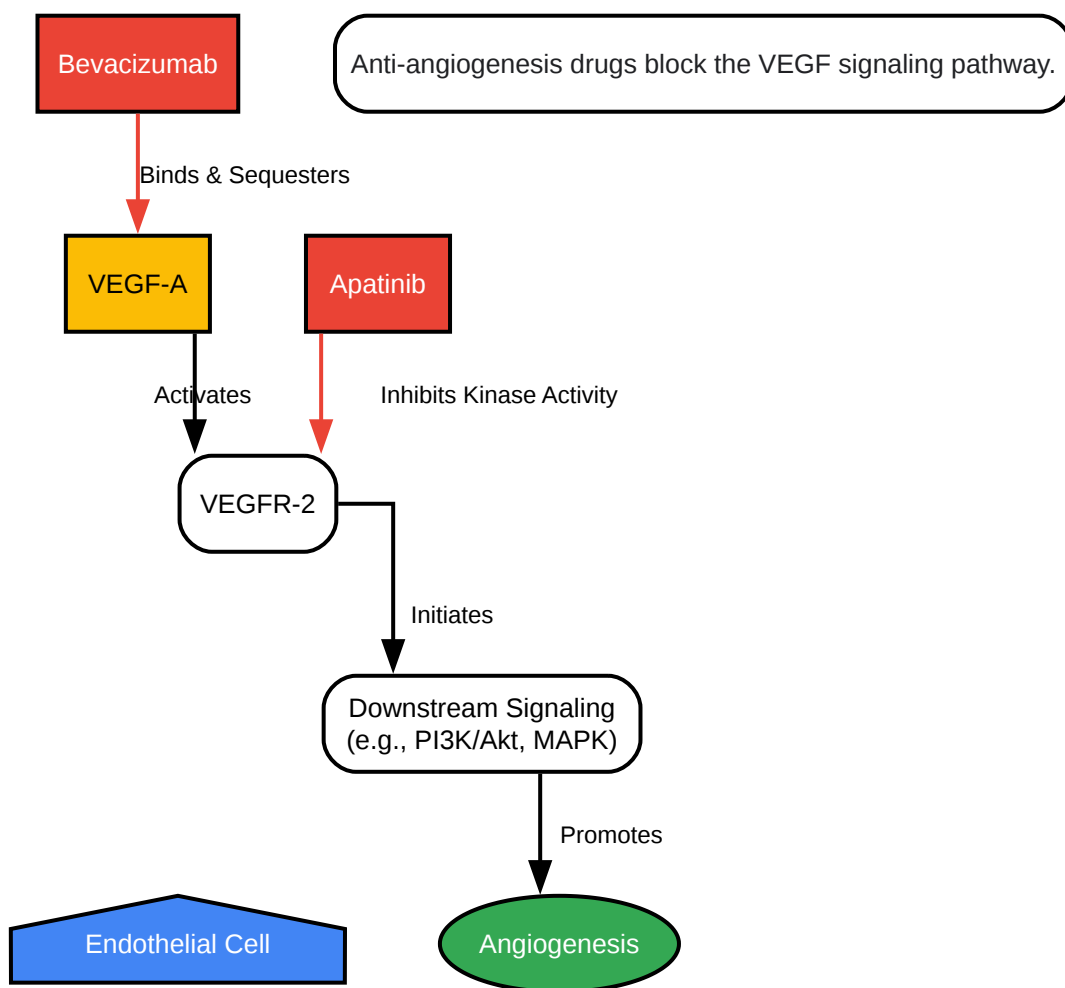 Bevacizumab
Anti-angiogenesis drugs block the VEGF signaling pathway.
Binds & Sequesters
VEGF-A
Apatinib
Activates
Inhibits Kinase Activity
VEGFR-2
Initiates
Downstream Signaling
(e.g., PI3K/Akt, MAPK)
Promotes
Endothelial Cell
Angiogenesis